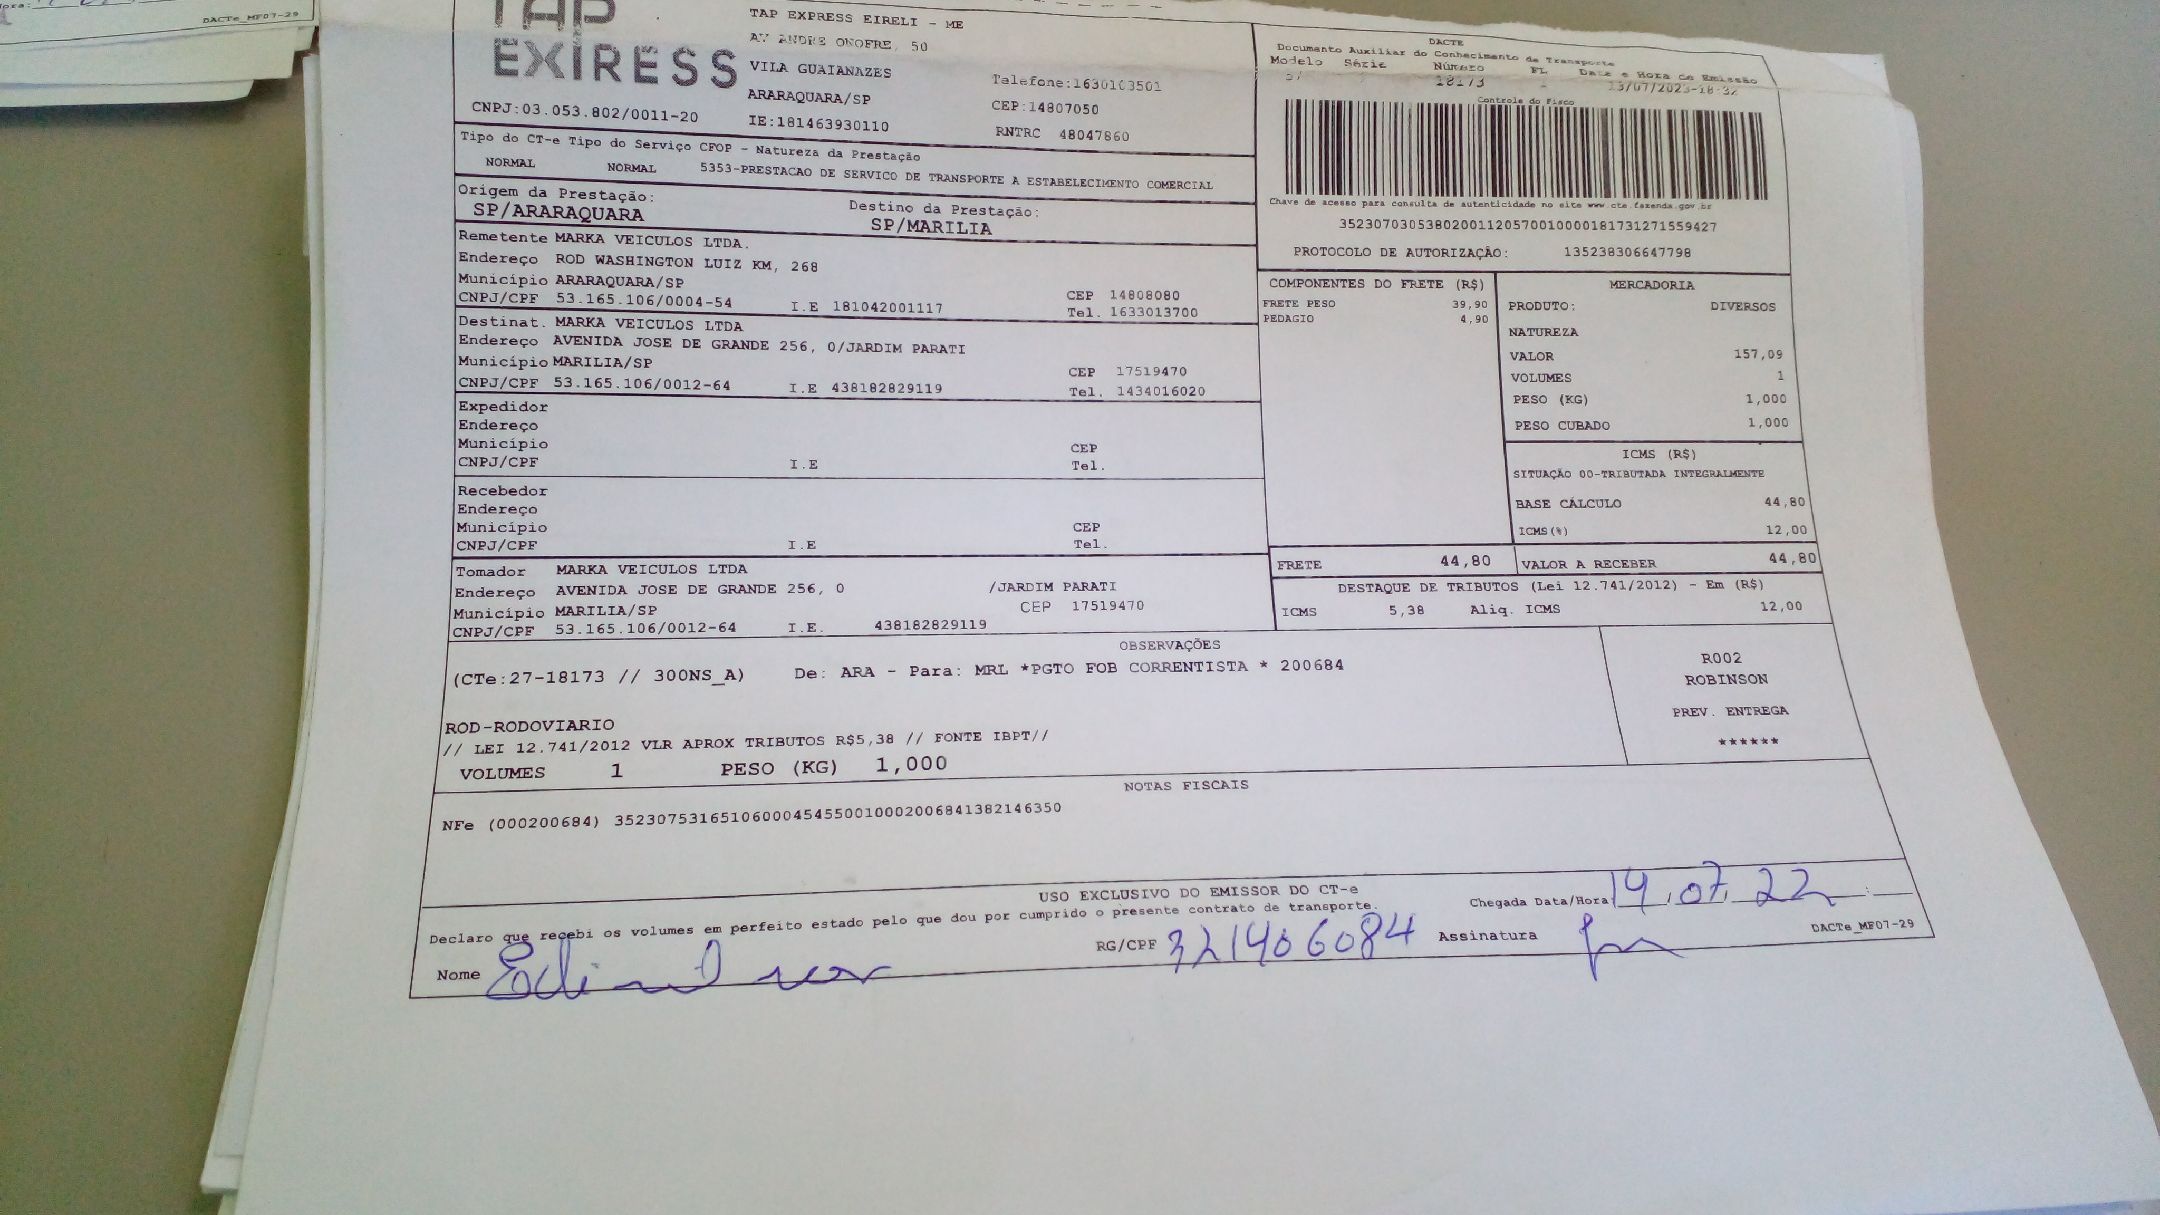 DACTe_MF07-29
TAP
EXPRESS
TAP EXPRESS EIRELI - ME
AV ANDRE ONOFRE, 50
VILA GUAIANAZES
Telefone:1630103501
ARARAQUARA/SP
CEP:14807050
CNPJ:03.053.802/0011-20
IE:181463930110
RNTRC 48047860
DACTE
Documento Auxiliar do Conhecimento de Transporte
Modelo Série Número FL Data e Hora de Emissão
57 18173 13/07/2023-18:32
Controle do Fisco
Chave de acesso para consulta de autenticidade no site www.cte.fazenda.gov.br
35230703053802001120570010000181731271559427
PROTOCOLO DE AUTORIZAÇÃO: 135238306647798
Tipo do CT-e Tipo do Serviço CFOP - Natureza da Prestação
NORMAL NORMAL 5353-PRESTACAO DE SERVICO DE TRANSPORTE A ESTABELECIMENTO COMERCIAL
Origem da Prestação: Destino da Prestação:
SP/ARARAQUARA SP/MARILIA
Remetente MARKA VEICULOS LTDA.
Endereço ROD WASHINGTON LUIZ KM, 268
Município ARARAQUARA/SP CEP 14808080
CNPJ/CPF 53.165.106/0004-54 I.E 181042001117 Tel. 1633013700
Destinat. MARKA VEICULOS LTDA
Endereço AVENIDA JOSE DE GRANDE 256, 0/JARDIM PARATI
Município MARILIA/SP CEP 17519470
CNPJ/CPF 53.165.106/0012-64 I.E 438182829119 Tel. 1434016020
Expedidor
Endereço
Município CEP
CNPJ/CPF I.E Tel.
Recebedor
Endereço
Município CEP
CNPJ/CPF I.E Tel.
Tomador MARKA VEICULOS LTDA
Endereço AVENIDA JOSE DE GRANDE 256, 0 /JARDIM PARATI
Município MARILIA/SP CEP 17519470
CNPJ/CPF 53.165.106/0012-64 I.E. 438182829119
COMPONENTES DO FRETE (R$)
FRETE PESO 39,90
PEDAGIO 4,90
MERCADORIA
PRODUTO: DIVERSOS
NATUREZA
VALOR 157,09
VOLUMES 1
PESO (KG) 1,000
PESO CUBADO 1,000
ICMS (R$)
SITUAÇÃO 00-TRIBUTADA INTEGRALMENTE
BASE CÁLCULO 44,80
ICMS(%) 12,00
FRETE 44,80 VALOR A RECEBER 44,80
DESTAQUE DE TRIBUTOS (Lei 12.741/2012) - Em (R$)
ICMS 5,38 Aliq. ICMS 12,00
OBSERVAÇÕES
(CTe:27-18173 // 300NS_A) De: ARA - Para: MRL *PGTO FOB CORRENTISTA * 200684
ROD-RODOVIARIO
// LEI 12.741/2012 VLR APROX TRIBUTOS R$5,38 // FONTE IBPT//
VOLUMES 1 PESO (KG) 1,000
R002
ROBINSON
PREV. ENTREGA
******
NOTAS FISCAIS
NFe (000200684) 35230753165106000454550010002006841382146350
USO EXCLUSIVO DO EMISSOR DO CT-e
Declaro que recebi os volumes em perfeito estado pelo que dou por cumprido o presente contrato de transporte.
Chegada Data/Hora 14.07.22 :
Nome
RG/CPF 321406084 Assinatura
DACTe_MF07-29